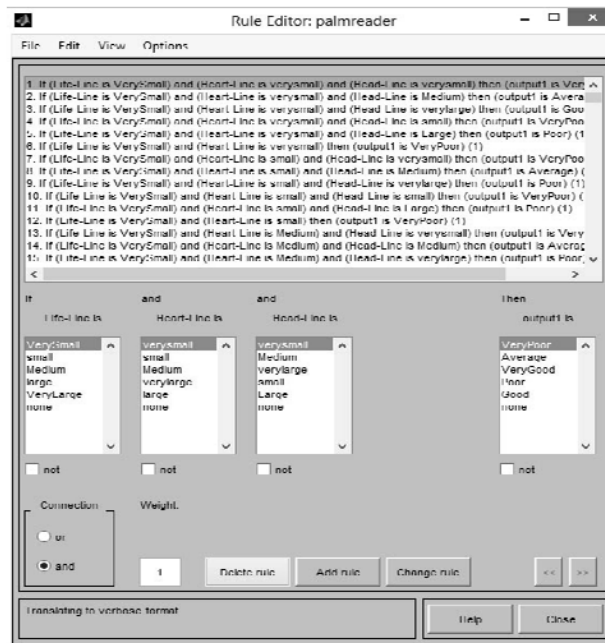 Rule Editor: palmreader
File Edit View Options
1. If (Life-Line is VerySmall) and (Heart-Line is verysmall) and (Head-Line is verysmall) then (output1 is Very
2. If (Life-Line is VerySmall) and (Heart-Line is verysmall) and (Head-Line is Medium) then (output1 is Avera
3. If (Life-Line is VerySmall) and (Heart-Line is verysmall) and (Head-Line is verylarge) then (output1 is Goo
4. If (Life-Line is VerySmall) and (Heart-Line is verysmall) and (Head-Line is small) then (output1 is VeryPoo
5. If (Life-Line is VerySmall) and (Heart-Line is verysmall) and (Head-Line is Large) then (output1 is Poor) (1)
6. If (Life-Line is VerySmall) and (Heart-Line is verysmall) then (output1 is VeryPoor) (1)
7. If (Life-Line is VerySmall) and (Heart-Line is small) and (Head-Line is verysmall) then (output1 is VeryPoo
8. If (Life-Line is VerySmall) and (Heart-Line is small) and (Head-Line is Medium) then (output1 is Average) (
9. If (Life-Line is VerySmall) and (Heart-Line is small) and (Head-Line is verylarge) then (output1 is Poor) (1)
10. If (Life-Line is VerySmall) and (Heart-Line is small) and (Head-Line is small) then (output1 is VeryPoor) (
11. If (Life-Line is VerySmall) and (Heart-Line is small) and (Head-Line is Large) then (output1 is Poor) (1)
12. If (Life-Line is VerySmall) and (Heart-Line is small) then (output1 is VeryPoor) (1)
13. If (Life-Line is VerySmall) and (Heart-Line is Medium) and (Head-Line is verysmall) then (output1 is Very
14. If (Life-Line is VerySmall) and (Heart-Line is Medium) and (Head-Line is Medium) then (output1 is Averag
15. If (Life-Line is VerySmall) and (Heart-Line is Medium) and (Head-Line is verylarge) then (output1 is Poor)
If and and Then
Life-Line is Heart-Line is Head-Line is output1 is
VerySmall verysmall verysmall VeryPoor
small small Medium Average
Medium Medium verylarge VeryGood
large verylarge small Poor
VeryLarge large Large Good
none none none none
not not not not
Connection Weight:
or
and 1 Delete rule Add rule Change rule << >>
Translating to verbose format
Help Close